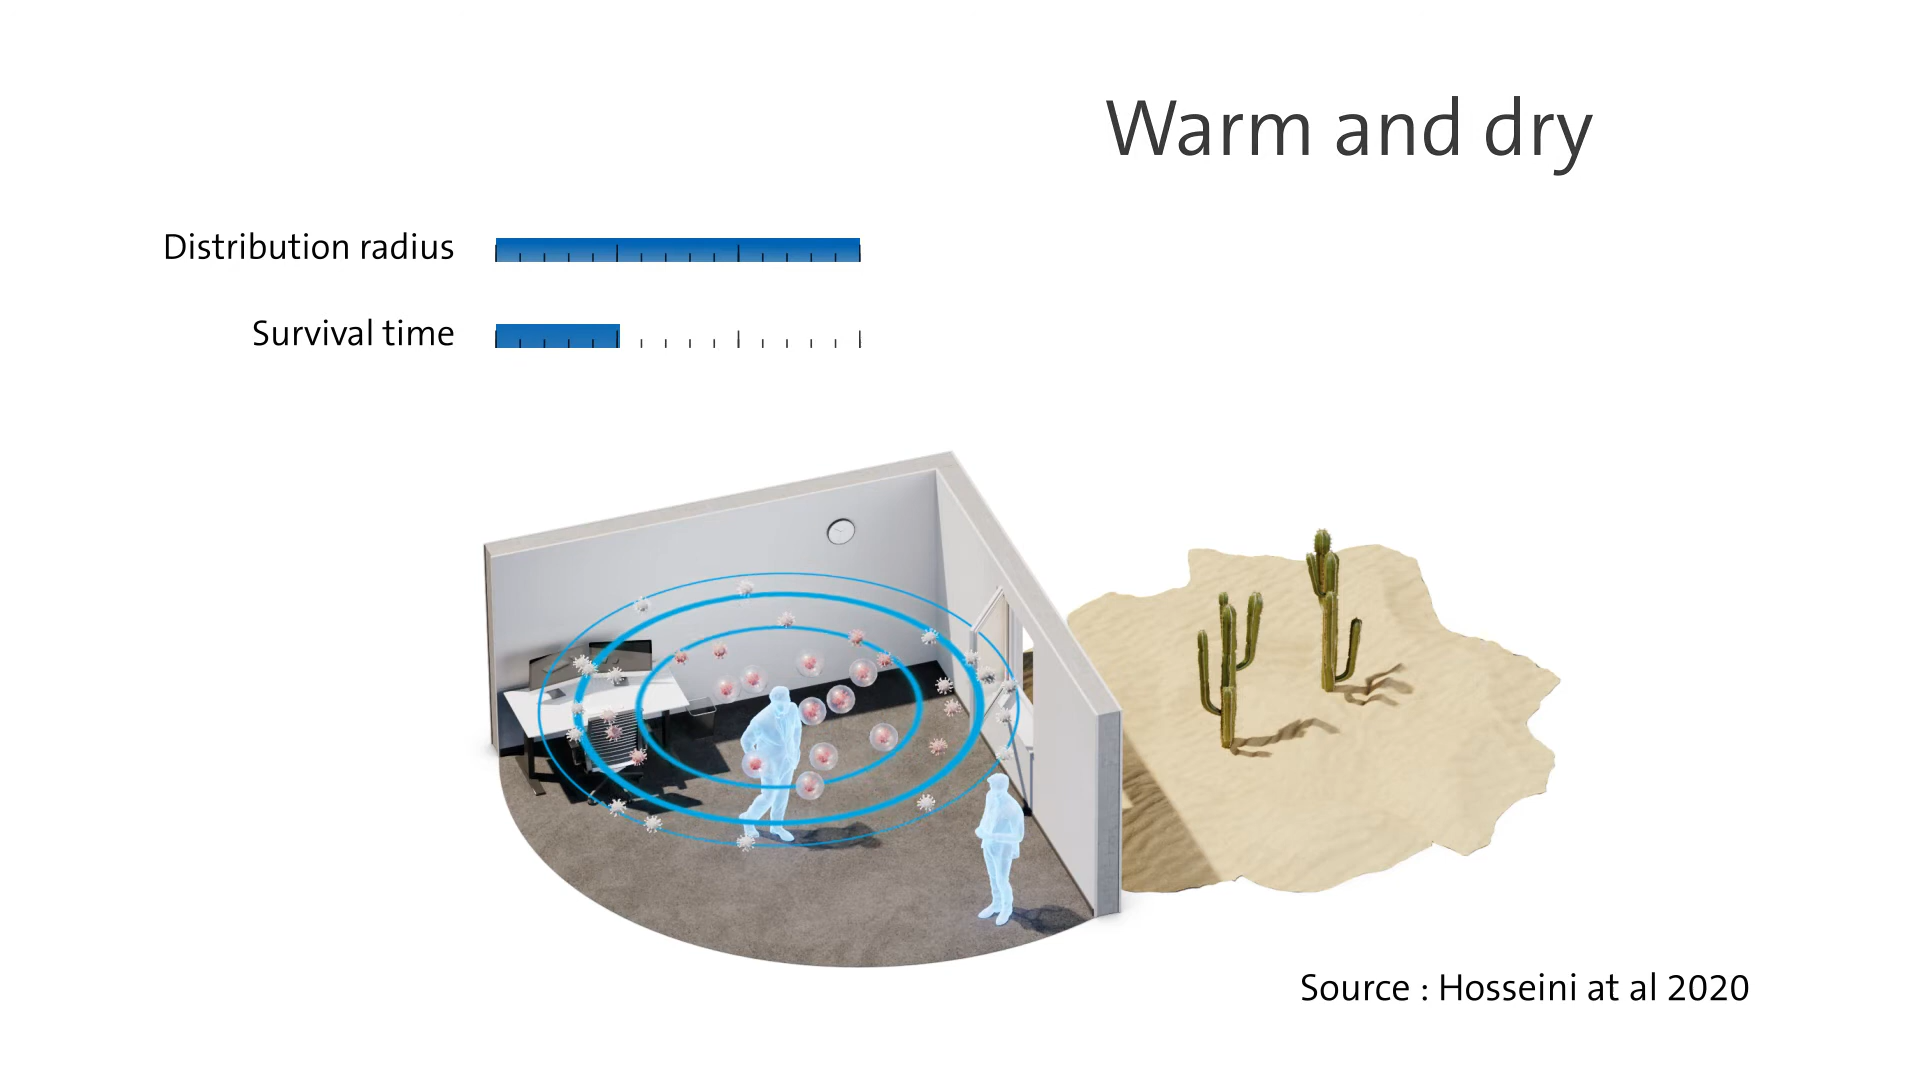 Warm and dry
Distribution radius
Survival time
Source : Hosseini at al 2020